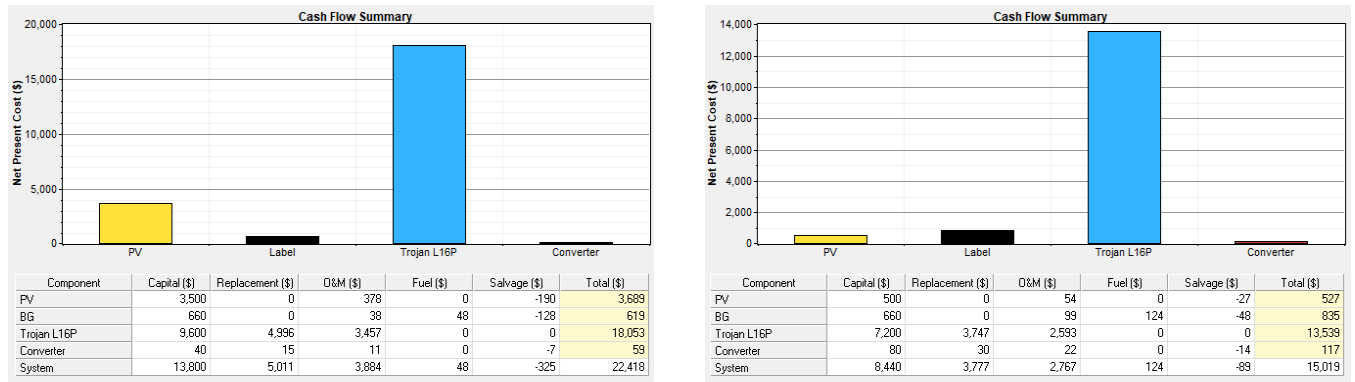 Cash Flow Summary
20,000
15,000
10,000
5,000
0
Net Present Cost ($)
PV Label Trojan L16P Converter
Component Capital ($) Replacement ($) O&M ($) Fuel ($) Salvage ($) Total ($)
PV 3,500 0 378 0 -190 3,689
BG 660 0 38 48 -128 619
Trojan L16P 9,600 4,996 3,457 0 0 18,053
Converter 40 15 11 0 -7 59
System 13,800 5,011 3,884 48 -325 22,418
Cash Flow Summary
14,000
12,000
10,000
8,000
6,000
4,000
2,000
0
Net Present Cost ($)
PV Label Trojan L16P Converter
Component Capital ($) Replacement ($) O&M ($) Fuel ($) Salvage ($) Total ($)
PV 500 0 54 0 -27 527
BG 660 0 99 124 -48 835
Trojan L16P 7,200 3,747 2,593 0 0 13,539
Converter 80 30 22 0 -14 117
System 8,440 3,777 2,767 124 -89 15,019